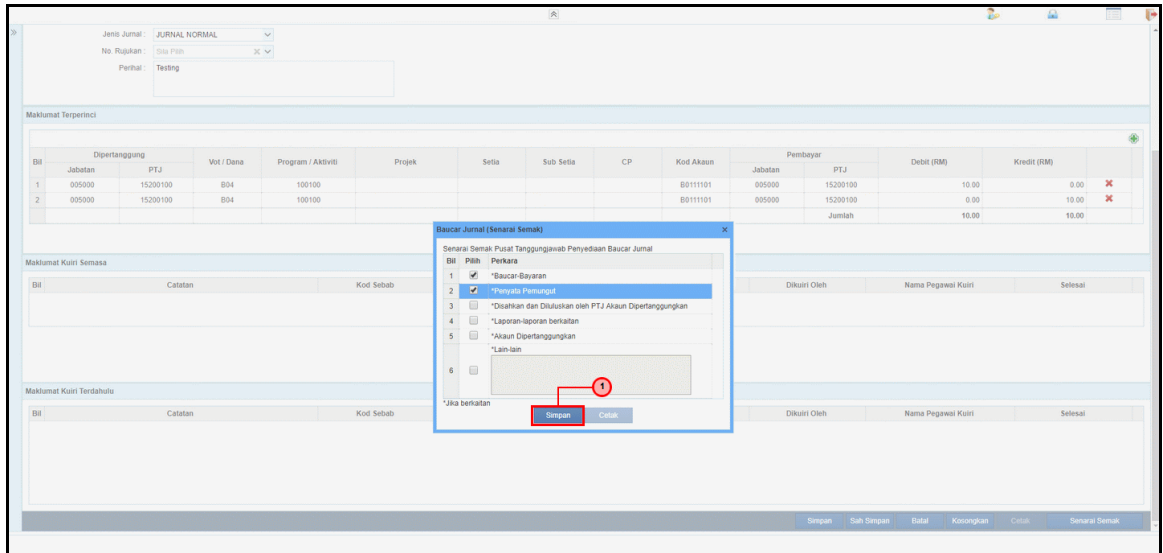 Jenis Jurnal : JURNAL NORMAL
No. Rujukan : Sila Pilih
Perihal : Testing
Maklumat Terperinci
Bil Dipertanggung Vot / Dana Program / Aktiviti Projek Setia Sub Setia CP Kod Akaun Pembayar Debit (RM) Kredit (RM)
Jabatan PTJ Jabatan PTJ
1 005000 15200100 B04 100100 B0111101 005000 15200100 10.00 0.00
2 005000 15200100 B04 100100 B0111101 005000 15200100 0.00 10.00
Jumlah 10.00 10.00
Baucar Jurnal (Senarai Semak)
Senarai Semak Pusat Tanggungjawab Penyediaan Baucar Jurnal
Bil Pilih Perkara
1 *Baucar-Bayaran
2 *Penyata Pemungut
3 *Disahkan dan Diluluskan oleh PTJ Akaun Dipertanggungkan
4 *Laporan-laporan berkaitan
5 *Akaun Dipertanggungkan
*Lain-lain
6
1
*Jika berkaitan
Simpan Cetak
Maklumat Kuiri Semasa
Bil Catatan Kod Sebab Dikuiri Oleh Nama Pegawai Kuiri Selesai
Maklumat Kuiri Terdahulu
Bil Catatan Kod Sebab Dikuiri Oleh Nama Pegawai Kuiri Selesai
Simpan Sah Simpan Batal Kosongkan Cetak Senarai Semak